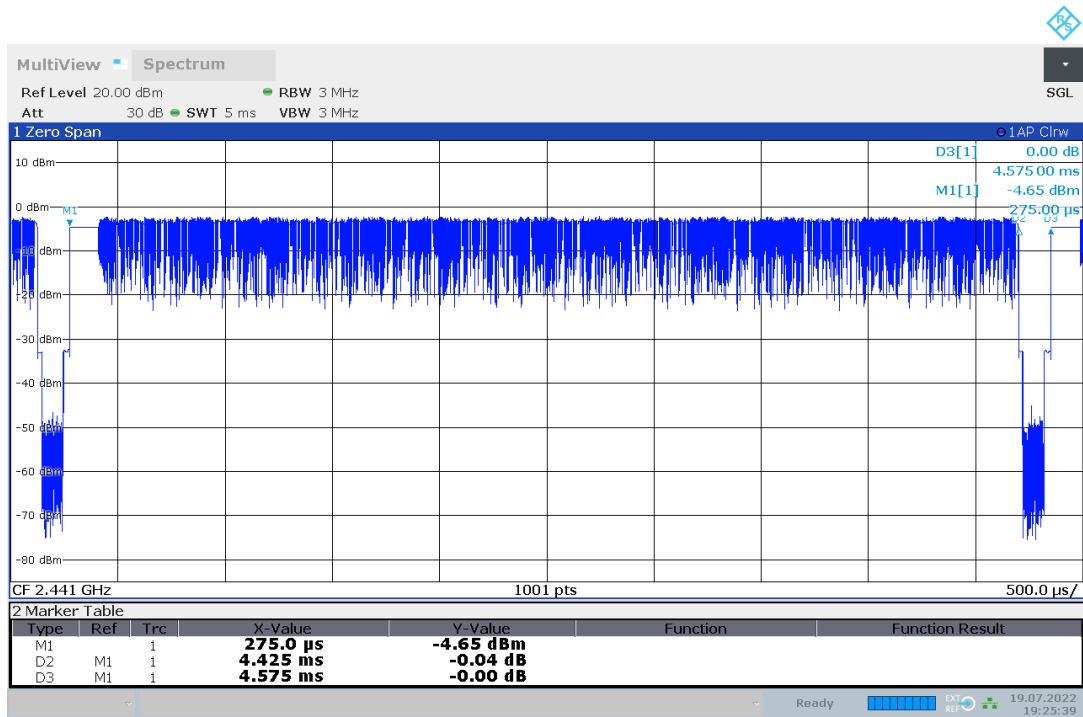 R/S
MultiView Spectrum
Ref Level 20.00 dBm RBW 3 MHz SGL
Att 30 dB SWT 5 ms VBW 3 MHz
1 Zero Span 1AP Clrw
D3[1] 0.00 dB
4.57500 ms
M1[1] -4.65 dBm
275.00 µs
10 dBm
0 dBm
M1
D2 D3
-10 dBm
-20 dBm
-30 dBm
-40 dBm
-50 dBm
-60 dBm
-70 dBm
-80 dBm
CF 2.441 GHz 1001 pts 500.0 µs/
2 Marker Table
Type Ref Trc X-Value Y-Value Function Function Result
M1 1 275.0 µs -4.65 dBm
D2 M1 1 4.425 ms -0.04 dB
D3 M1 1 4.575 ms -0.00 dB
Ready EXT REF 19.07.2022
19:25:39